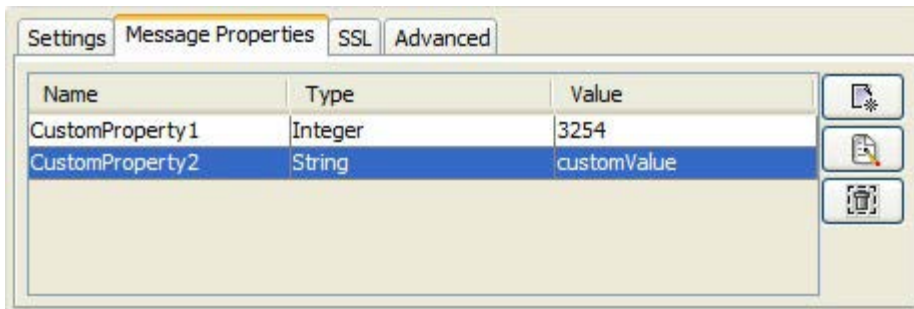 Settings Message Properties SSL Advanced
Name Type Value
CustomProperty1 Integer 3254
CustomProperty2 String customValue